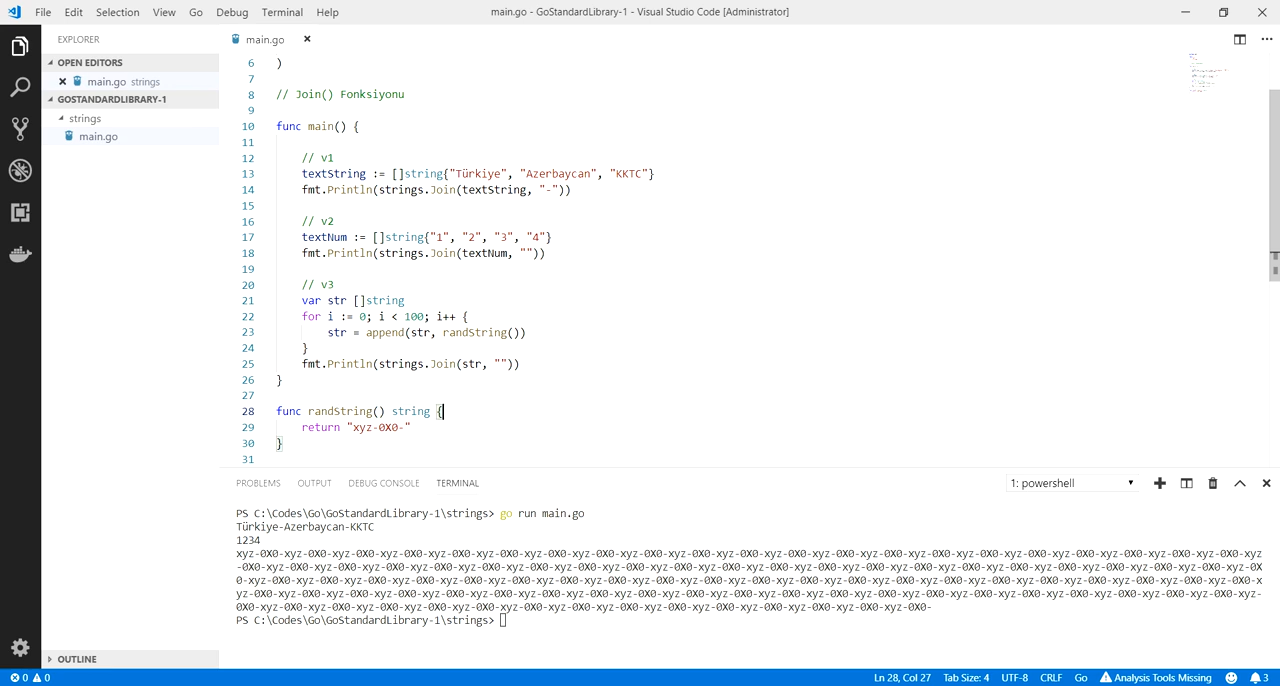 File Edit Selection View Go Debug Terminal Help
main.go - GoStandardLibrary-1 - Visual Studio Code [Administrator]
EXPLORER
OPEN EDITORS
main.go strings
GOSTANDARDLIBRARY-1
strings
main.go
OUTLINE
main.go
6 )
7
8 // Join() Fonksiyonu
9
10 func main() {
11
12 // v1
13 textString := []string{"Türkiye", "Azerbaycan", "KKTC"}
14 fmt.Println(strings.Join(textString, "-"))
15
16 // v2
17 textNum := []string{"1", "2", "3", "4"}
18 fmt.Println(strings.Join(textNum, ""))
19
20 // v3
21 var str []string
22 for i := 0; i < 100; i++ {
23 str = append(str, randString())
24 }
25 fmt.Println(strings.Join(str, ""))
26 }
27
28 func randString() string {
29 return "xyz-0X0-"
30 }
31
PROBLEMS OUTPUT DEBUG CONSOLE TERMINAL
1: powershell
PS C:\Codes\Go\GoStandardLibrary-1\strings> go run main.go
Türkiye-Azerbaycan-KKTC
1234
PS C:\Codes\Go\GoStandardLibrary-1\strings>
0 0
Ln 28, Col 27 Tab Size: 4 UTF-8 CRLF Go Analysis Tools Missing 3